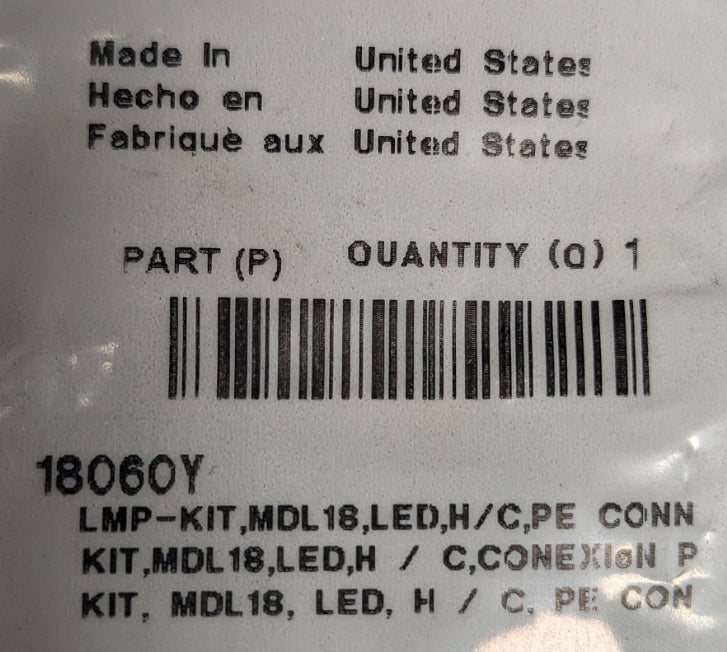 Made In United States
Hecho en United States
Fabriquè aux United States
PART (P) QUANTITY (Q) 1
18060Y
LMP-KIT,MDL18,LED,H/C,PE CONN
KIT,MDL18,LED,H / C,CONEXIøN P
KIT, MDL18, LED, H / C, PE CON